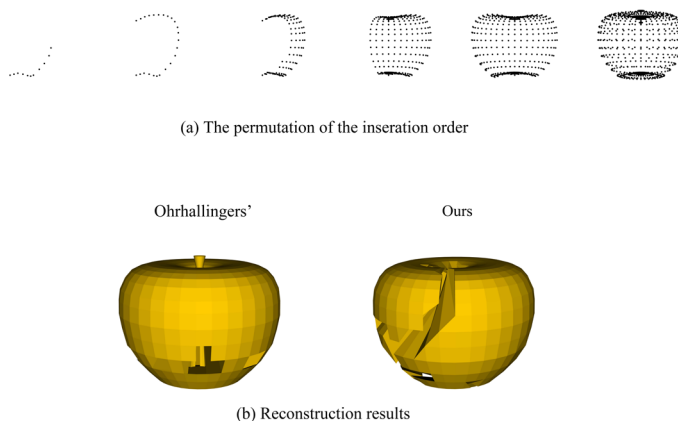 (a) The permutation of the inseration order
Ohrhallingers’ Ours
(b) Reconstruction results